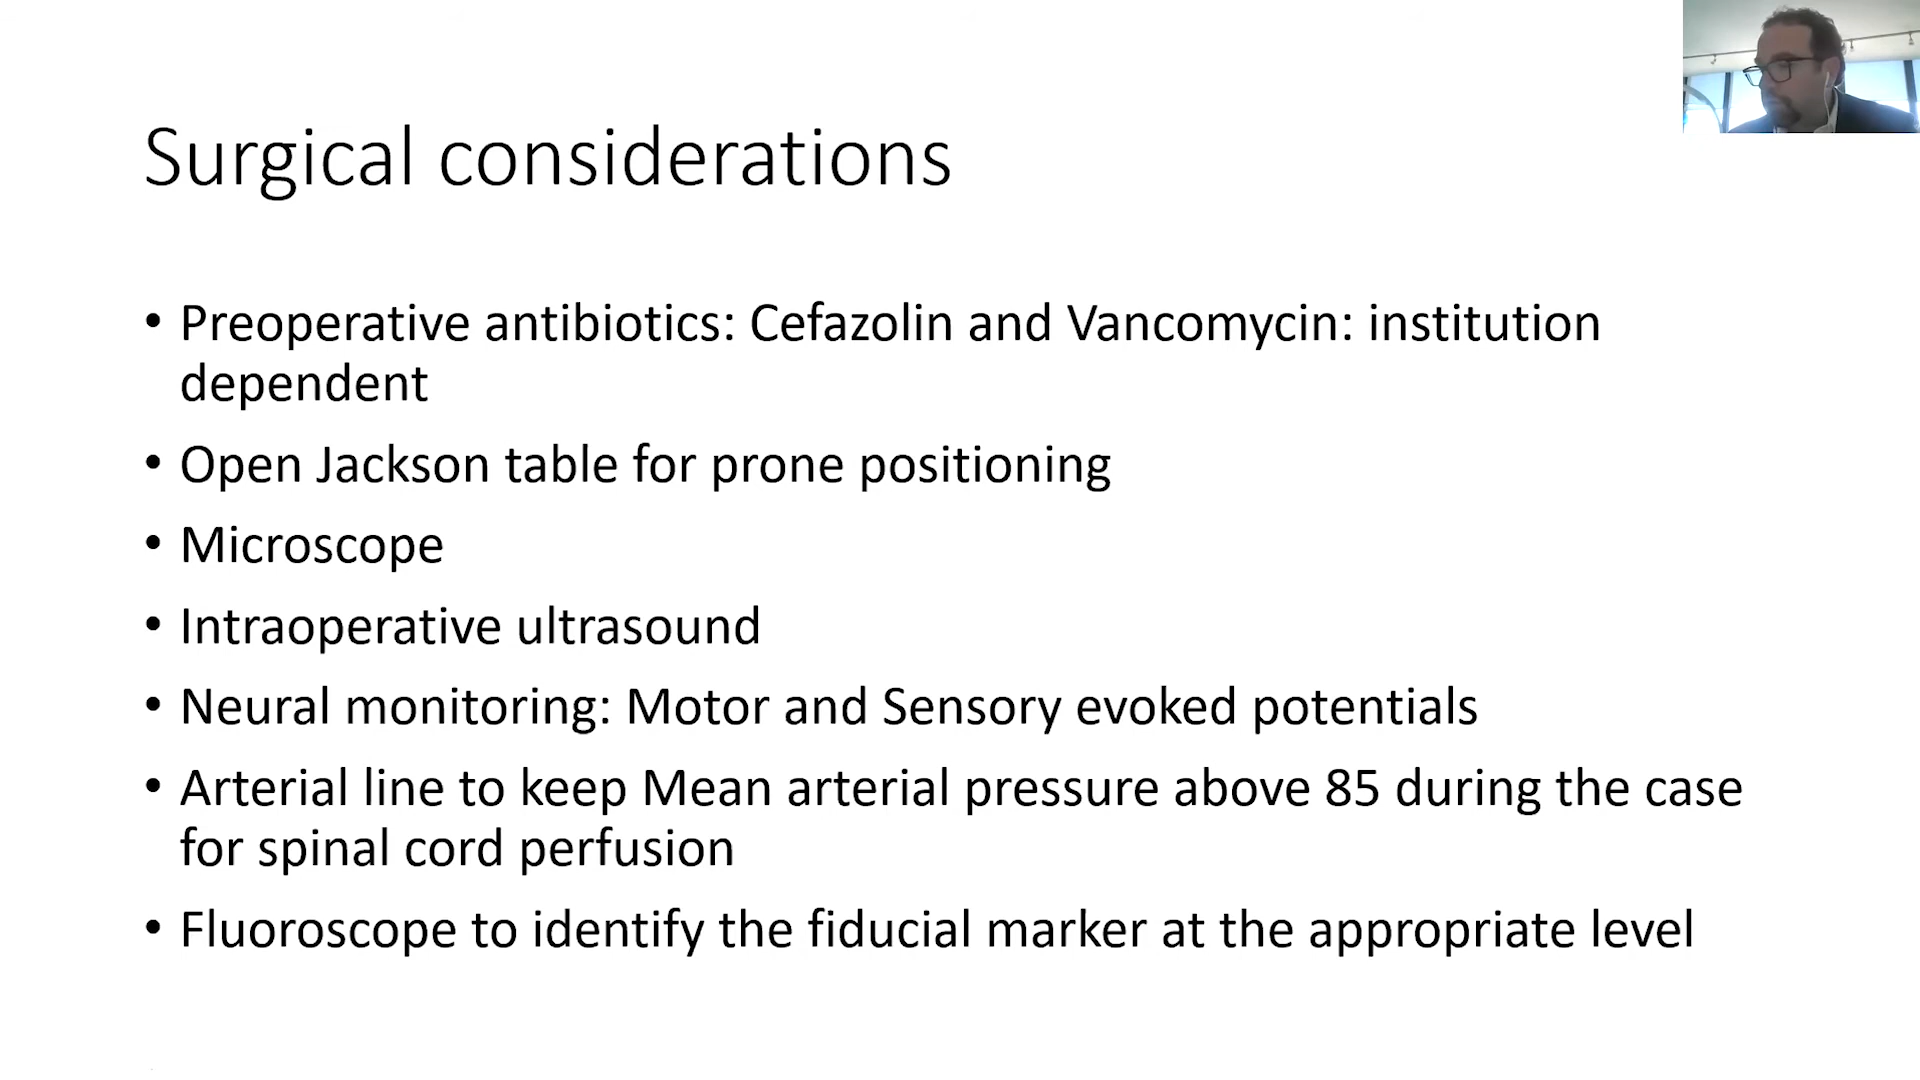 Surgical considerations
• Preoperative antibiotics: Cefazolin and Vancomycin: institution
dependent
• Open Jackson table for prone positioning
• Microscope
• Intraoperative ultrasound
• Neural monitoring: Motor and Sensory evoked potentials
• Arterial line to keep Mean arterial pressure above 85 during the case
for spinal cord perfusion
• Fluoroscope to identify the fiducial marker at the appropriate level